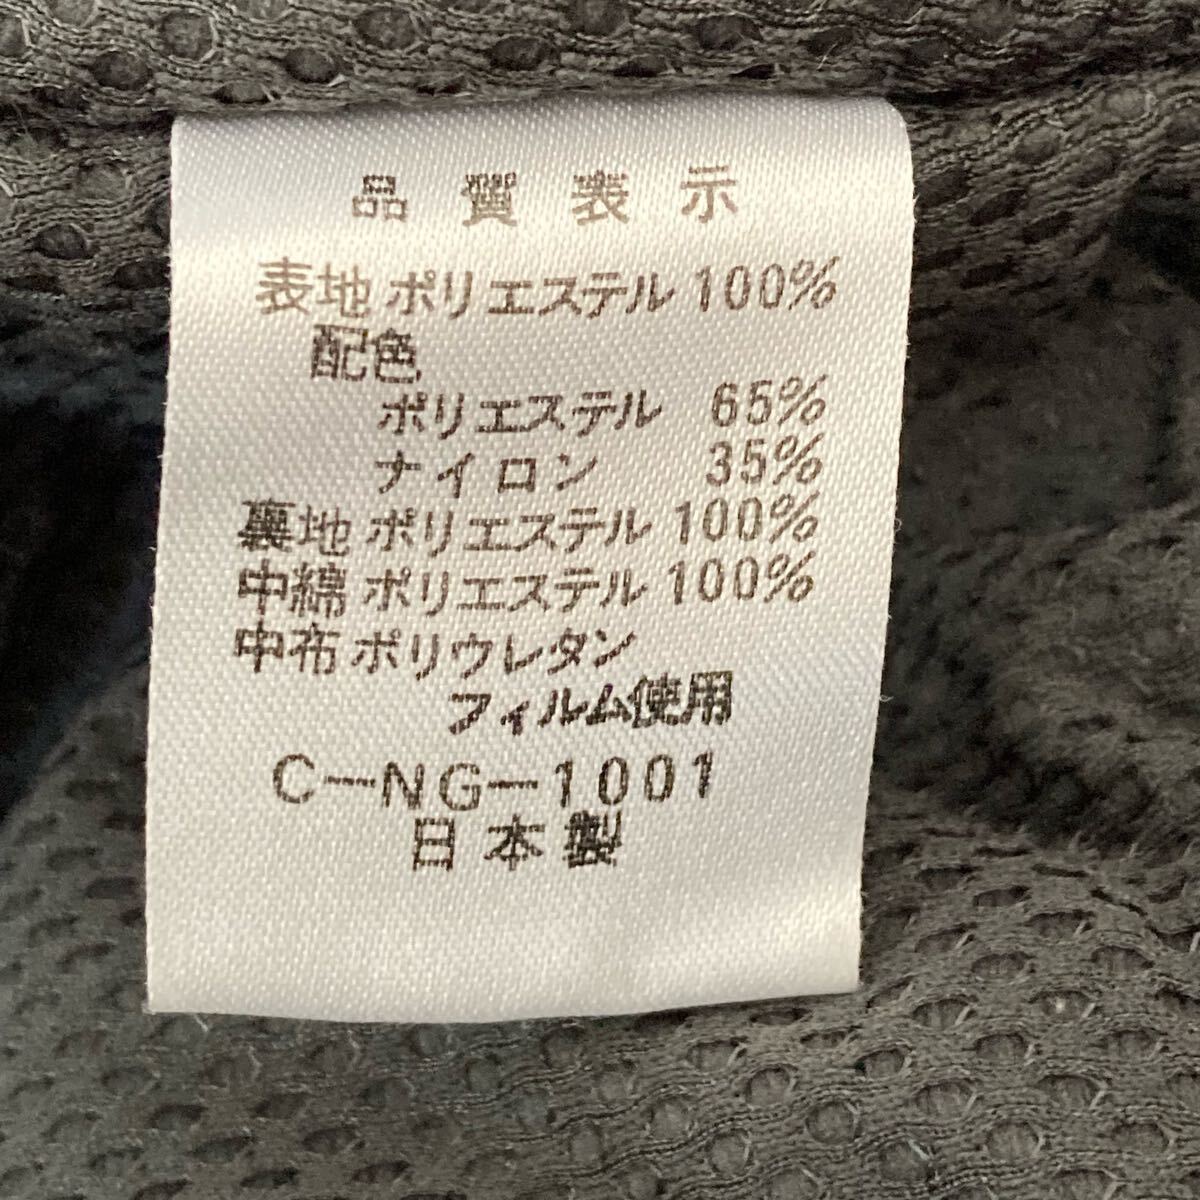 品質表示
表地 ポリエステル 100%
配色
ポリエステル 65%
ナイロン 35%
裏地 ポリエステル 100%
中綿 ポリエステル 100%
中布 ポリウレタン
フィルム使用
C-NG-1001
日本製